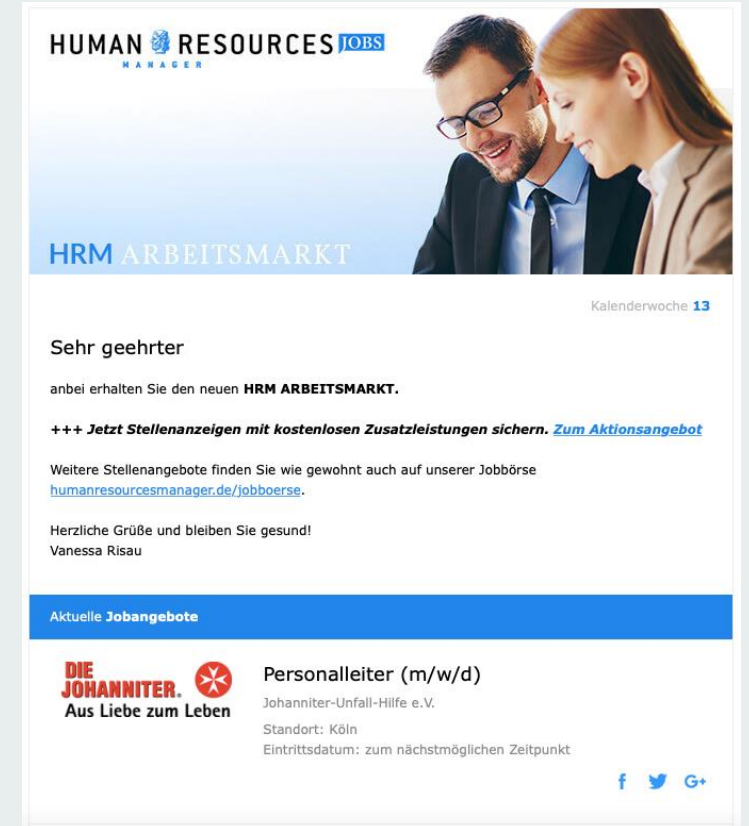 HUMAN RESOURCES JOBS
MANAGER
HRM ARBEITSMARKT
Kalenderwoche 13
Sehr geehrter
anbei erhalten Sie den neuen HRM ARBEITSMARKT.
+++ Jetzt Stellenanzeigen mit kostenlosen Zusatzleistungen sichern. Zum Aktionsangebot
Weitere Stellenangebote finden Sie wie gewohnt auch auf unserer Jobbörse
humanresourcesmanager.de/jobboerse.
Herzliche Grüße und bleiben Sie gesund!
Vanessa Risau
Aktuelle Jobangebote
DIE
JOHANNITER.
Aus Liebe zum Leben
Personalleiter (m/w/d)
Johanniter-Unfall-Hilfe e.V.
Standort: Köln
Eintrittsdatum: zum nächstmöglichen Zeitpunkt
f G+